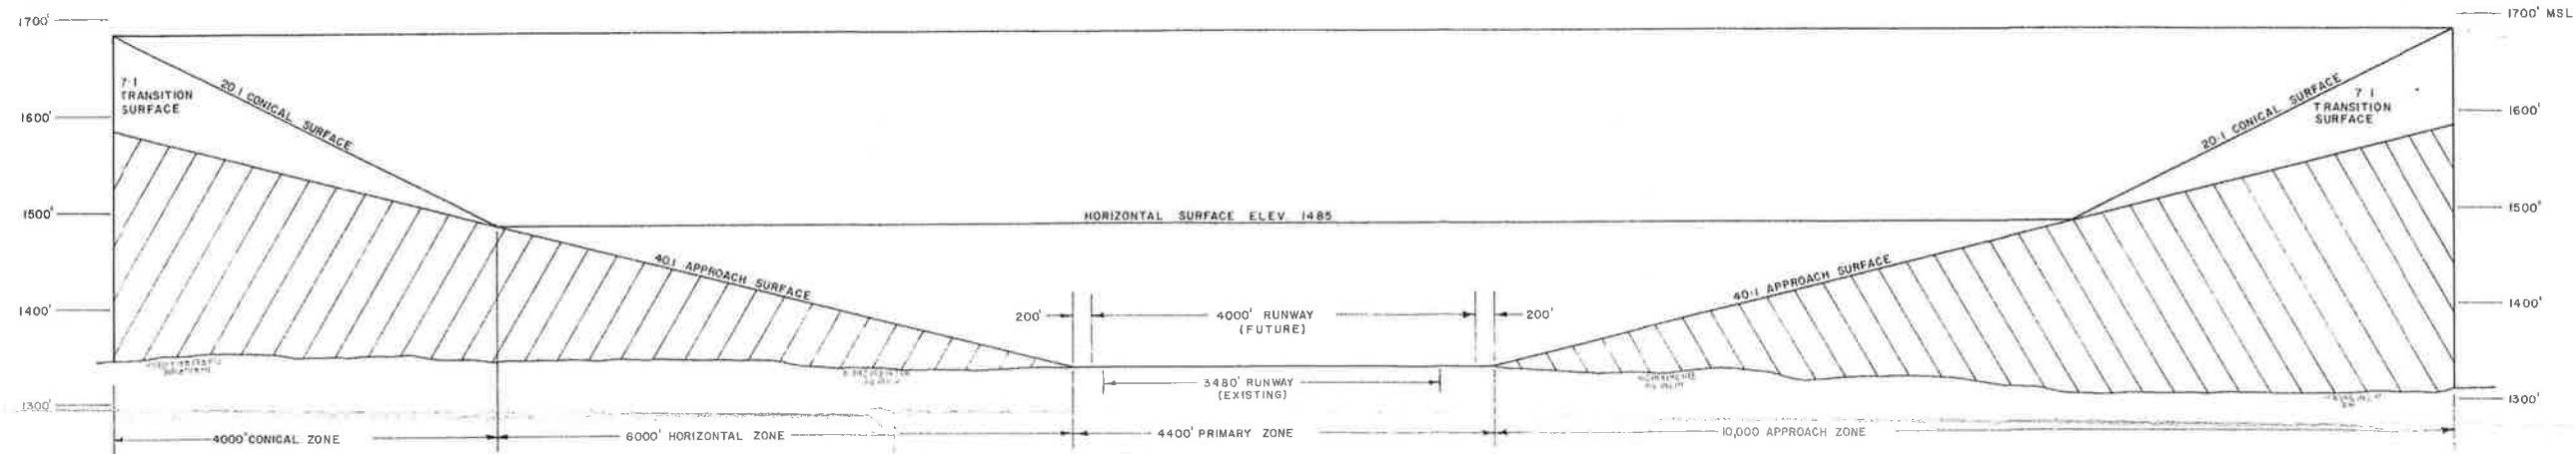 1700'
1700' MSL
7:1
TRANSITION
SURFACE
20:1 CONICAL SURFACE
20:1 CONICAL SURFACE
7 1
TRANSITION
SURFACE
1600'
1600'
1500'
HORIZONTAL SURFACE ELEV. 1485
1500'
40:1 APPROACH SURFACE
40:1 APPROACH SURFACE
1400'
200'
4000' RUNWAY
(FUTURE)
200'
1400'
3480' RUNWAY
(EXISTING)
1300'
1300'
4000' CONICAL ZONE
6000' HORIZONTAL ZONE
4400' PRIMARY ZONE
10,000 APPROACH ZONE